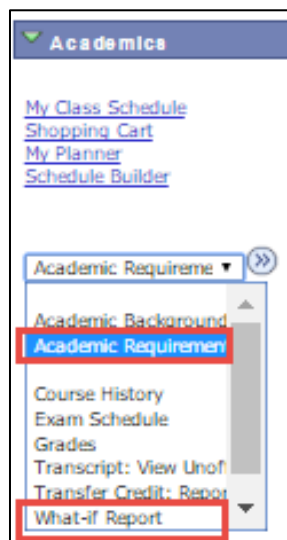 Academics
My Class Schedule
Shopping Cart
My Planner
Schedule Builder
Academic Requireme
Academic Background
Academic Requirement
Course History
Exam Schedule
Grades
Transcript: View Unof
Transfer Credit: Repor
What-if Report